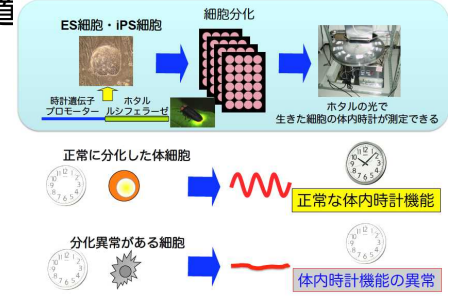 ES細胞・iPS細胞
細胞分化
時計遺伝子
プロモーター
ホタル
ルシフェラーゼ
ホタルの光で
生きた細胞の体内時計が測定できる
正常に分化した体細胞
正常な体内時計機能
分化異常がある細胞
体内時計機能の異常